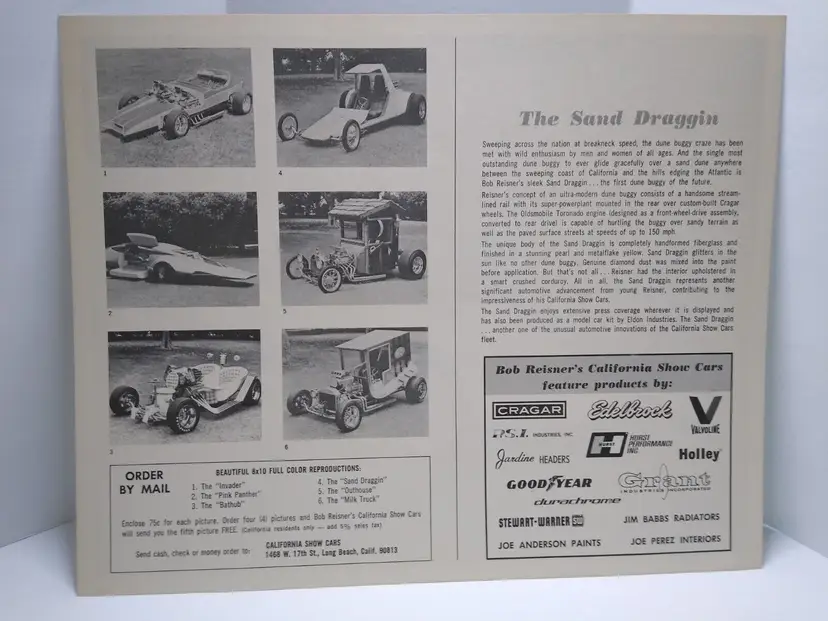 1
4
2
5
3
6
ORDER
BY MAIL
BEAUTIFUL 8x10 FULL COLOR REPRODUCTIONS:
1. The "Invader"
2. The "Pink Panther"
3. The "Bathub"
4. The "Sand Draggin"
5. The "Outhouse"
6. The "Milk Truck"
Enclose 75c for each picture. Order four (4) pictures and Bob Reisner's California Show Cars
will send you the fifth picture FREE. (California residents only — add 5% sales tax)
Send cash, check or money order to:
CALIFORNIA SHOW CARS
1468 W. 17th St., Long Beach, Calif. 90813
The Sand Draggin
Sweeping across the nation at breakneck speed, the dune buggy craze has been
met with wild enthusiasm by men and women of all ages. And the single most
outstanding dune buggy to ever glide gracefully over a sand dune anywhere
between the sweeping coast of California and the hills edging the Atlantic is
Bob Reisner's sleek Sand Draggin . . . the first dune buggy of the future.
Reisner's concept of an ultra-modern dune buggy consists of a handsome stream-
lined rail with its super-powerplant mounted in the rear over custom-built Cragar
wheels. The Oldsmobile Toronado engine (designed as a front-wheel-drive assembly,
converted to rear drive) is capable of hurtling the buggy over sandy terrain as
well as the paved surface streets at speeds of up to 150 mph.
The unique body of the Sand Draggin is completely handformed fiberglass and
finished in a stunning pearl and metalflake yellow. Sand Draggin glitters in the
sun like no other dune buggy. Genuine diamond dust was mixed into the paint
before application. But that's not all . . . Reisner had the interior upholstered in
a smart crushed corduroy. All in all, the Sand Draggin represents another
significant automotive advancement from young Reisner, contributing to the
impressiveness of his California Show Cars.
The Sand Draggin enjoys extensive press coverage wherever it is displayed and
has also been produced as a model car kit by Eldon Industries. The Sand Draggin
. . . another one of the unusual automotive innovations of the California Show Cars
fleet.
Bob Reisner's California Show Cars
feature products by:
CRAGAR
Edelbrock
V
VALVOLINE
P.S.I. INDUSTRIES, INC.
H
HURST
HURST
PERFORMANCE
INC
Jardine HEADERS
Holley
GOODYEAR
Grant
INDUSTRIES INCORPORATED
durachrome
STEWART-WARNER SW
JIM BABBS RADIATORS
JOE ANDERSON PAINTS
JOE PEREZ INTERIORS